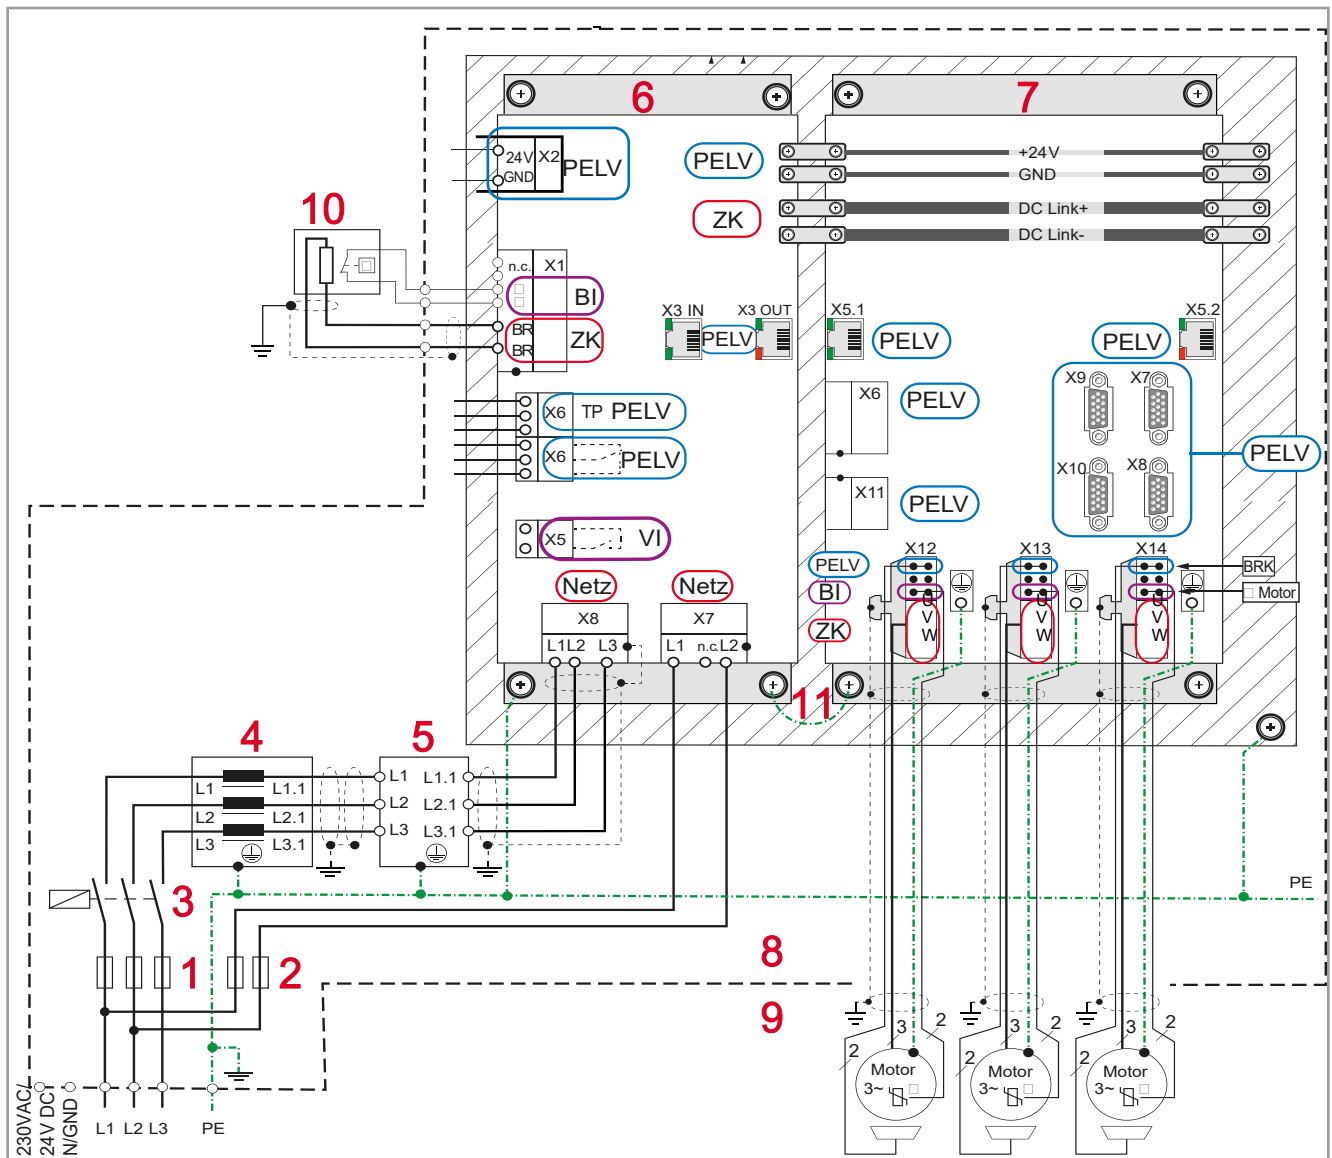 6
7
24V
X2
GND
PELV
PELV
+24V
GND
ZK
DC Link+
DC Link-
10
n.c.
X1
BI
BR
BR
ZK
X3 IN
X3 OUT
PELV
X5.1
PELV
PELV
X5.2
X6
TP
PELV
X6
PELV
X6
PELV
X11
PELV
X9
X7
X10
X8
PELV
X5
VI
Netz
Netz
X8
X7
L1
L2
L3
L1
n.c.
L2
PELV
BI
ZK
X12
X13
X14
BRK
Motor
U
V
W
U
V
W
U
V
W
11
4
5
L1
L1.1
L2
L2.1
L3
L3.1
L1
L1.1
L2
L2.1
L3
L3.1
3
PE
1
2
8
9
3
2
2
Motor
3~
3
2
2
Motor
3~
3
2
2
Motor
3~
230VAC/
24V DC
N/GND
L1
L2
L3
PE